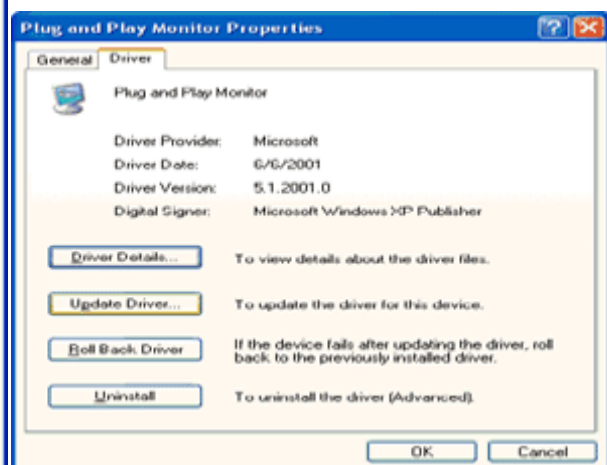 Plug and Play Monitor Properties
General Driver
Plug and Play Monitor
Driver Provider: Microsoft
Driver Date: 6/6/2001
Driver Version: 5.1.2001.0
Digital Signer: Microsoft Windows XP Publisher
Driver Details... To view details about the driver files.
Update Driver... To update the driver for this device.
Roll Back Driver If the device fails after updating the driver, roll
back to the previously installed driver.
Uninstall To uninstall the driver (Advanced).
OK Cancel